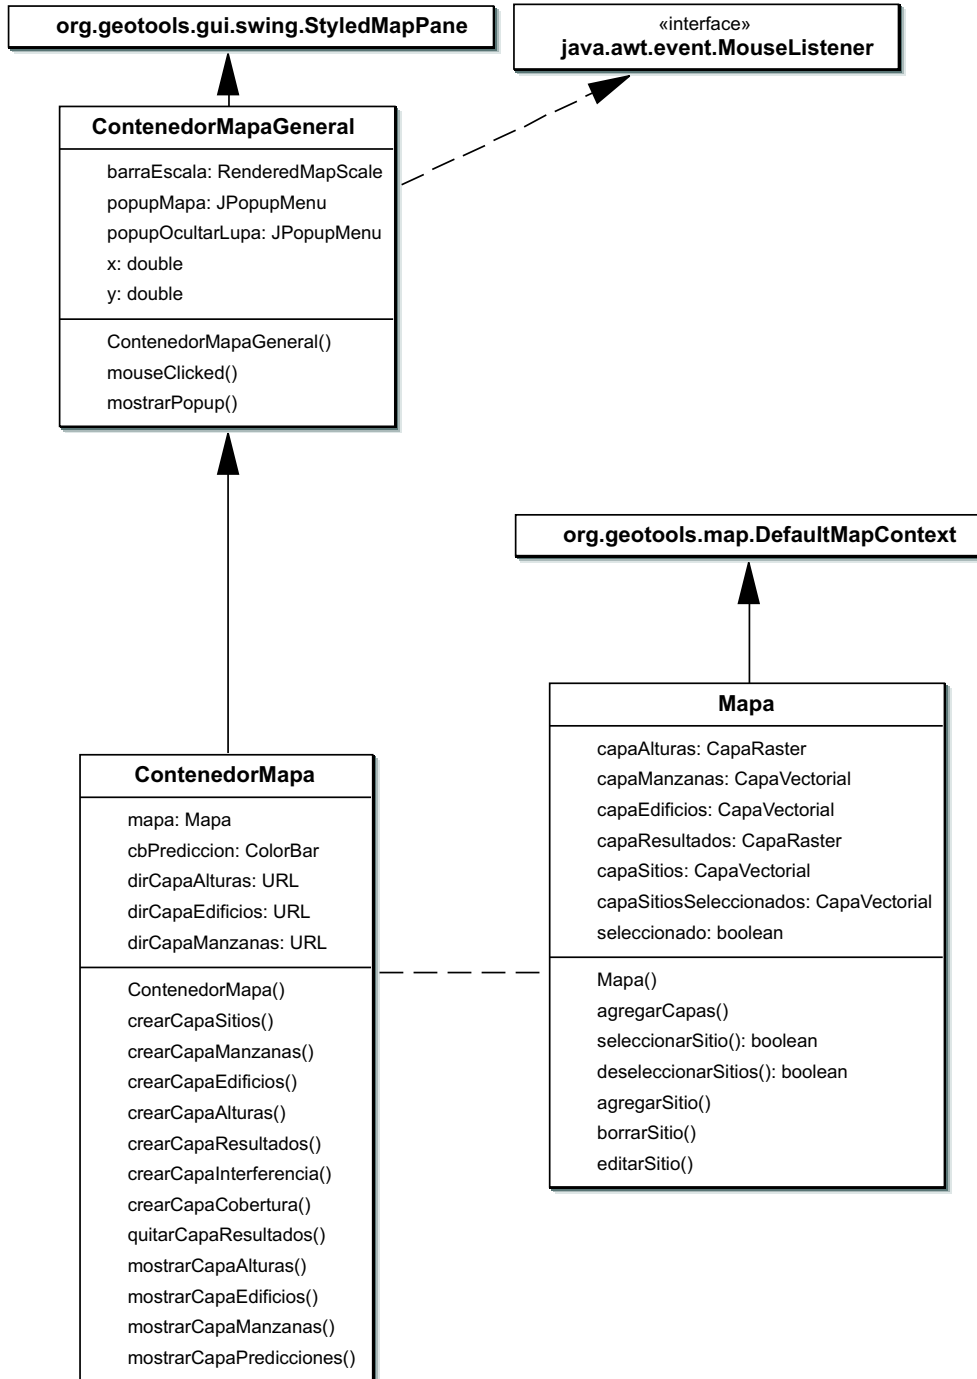 org.geotools.gui.swing.StyledMapPane
«interface»
java.awt.event.MouseListener
ContenedorMapaGeneral
barraEscala: RenderedMapScale
popupMapa: JPopupMenu
popupOcultarLupa: JPopupMenu
x: double
y: double
ContenedorMapaGeneral()
mouseClicked()
mostrarPopup()
org.geotools.map.DefaultMapContext
Mapa
capaAlturas: CapaRaster
capaManzanas: CapaVectorial
capaEdificios: CapaVectorial
capaResultados: CapaRaster
capaSitios: CapaVectorial
capaSitiosSeleccionados: CapaVectorial
seleccionado: boolean
Mapa()
agregarCapas()
seleccionarSitio(): boolean
deseleccionarSitios(): boolean
agregarSitio()
borrarSitio()
editarSitio()
ContenedorMapa
mapa: Mapa
cbPrediccion: ColorBar
dirCapaAlturas: URL
dirCapaEdificios: URL
dirCapaManzanas: URL
ContenedorMapa()
crearCapaSitios()
crearCapaManzanas()
crearCapaEdificios()
crearCapaAlturas()
crearCapaResultados()
crearCapaInterferencia()
crearCapaCobertura()
quitarCapaResultados()
mostrarCapaAlturas()
mostrarCapaEdificios()
mostrarCapaManzanas()
mostrarCapaPredicciones()